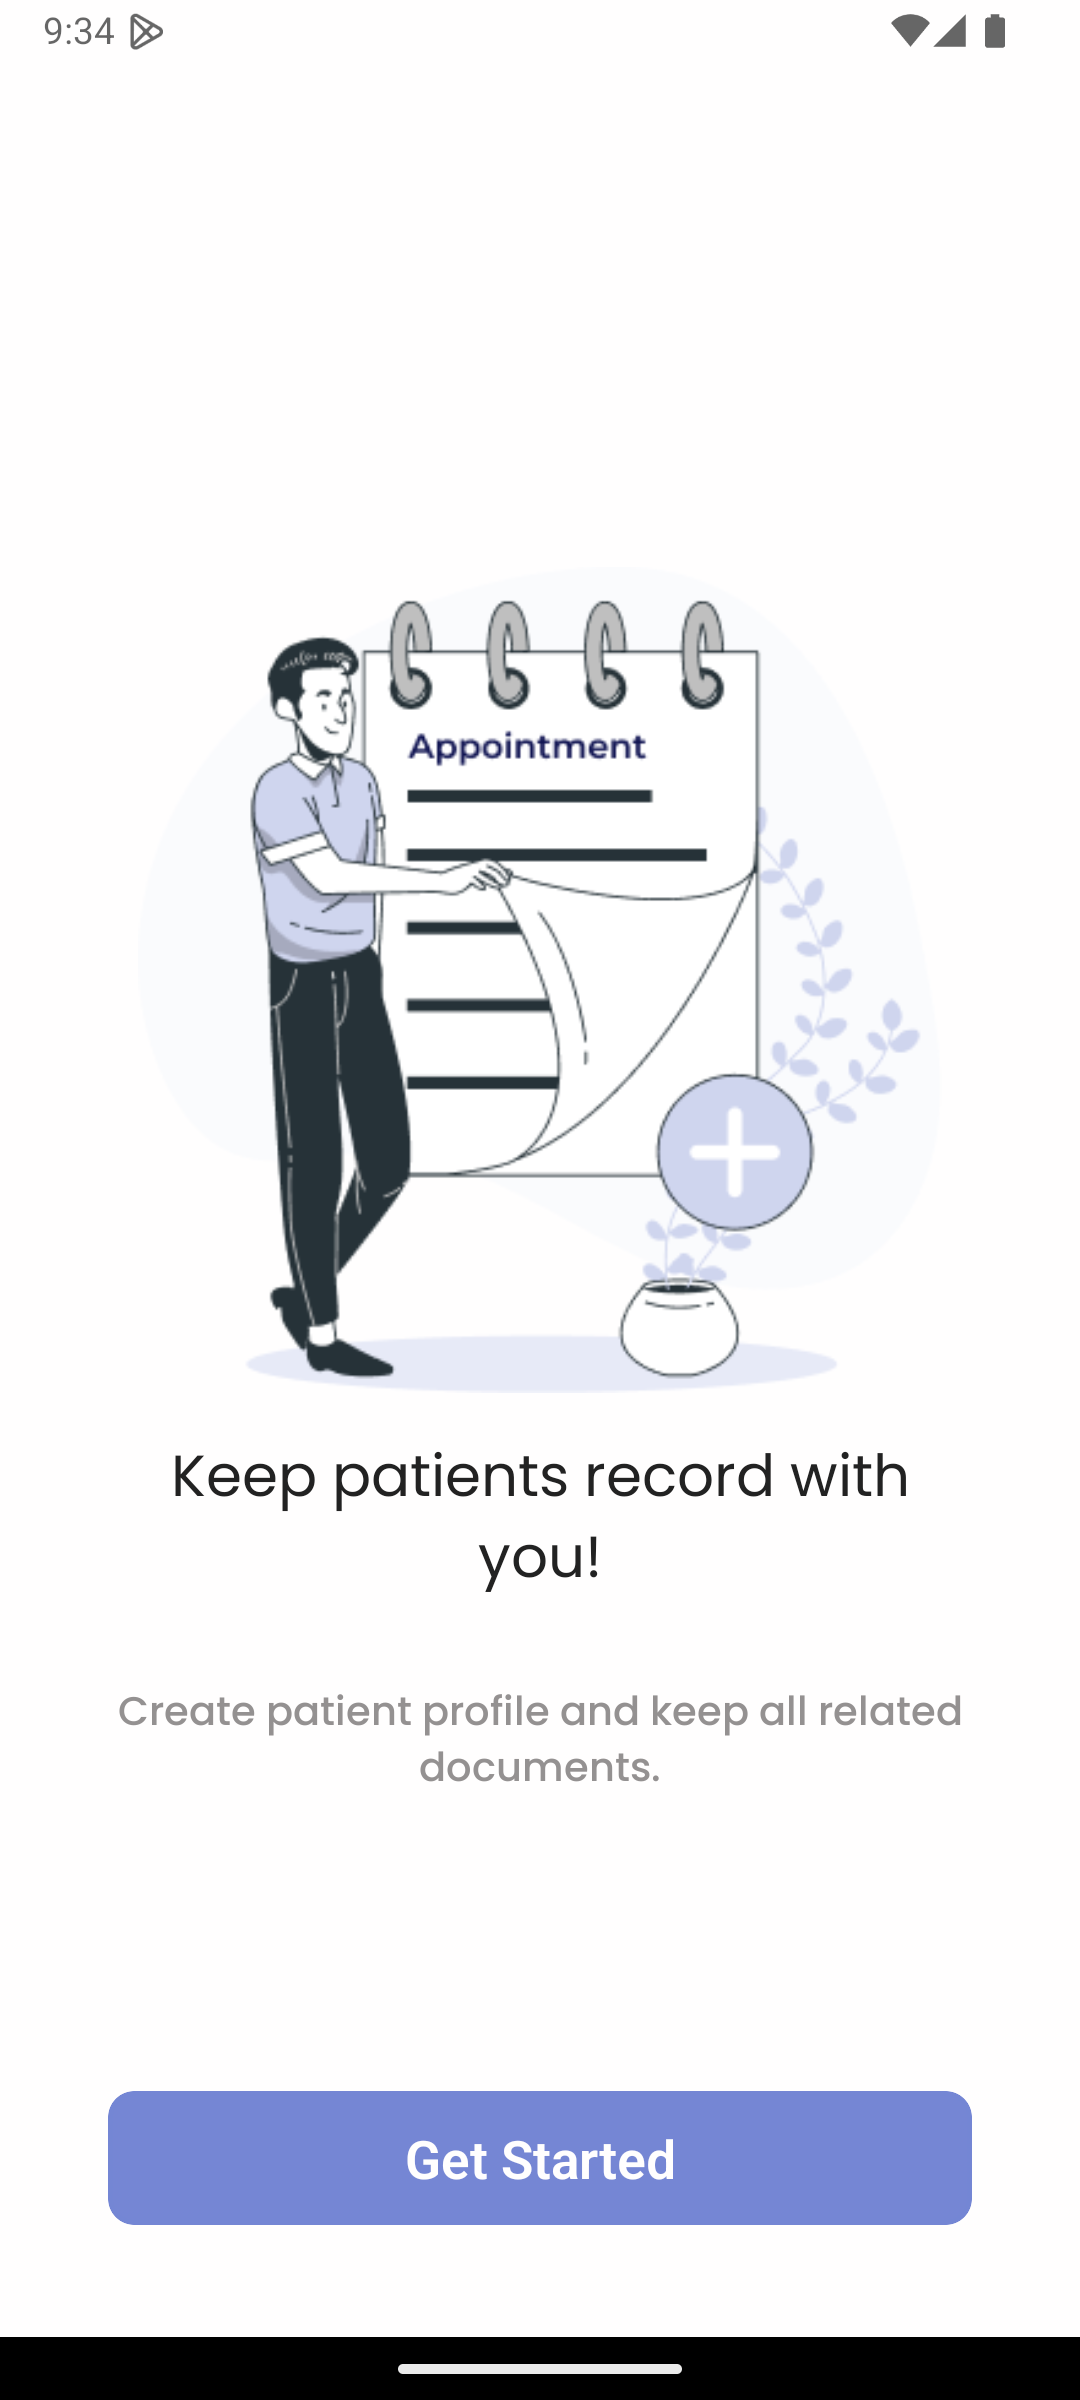 9:34
Appointment
Keep patients record with
you!
Create patient profile and keep all related
documents.
Get Started